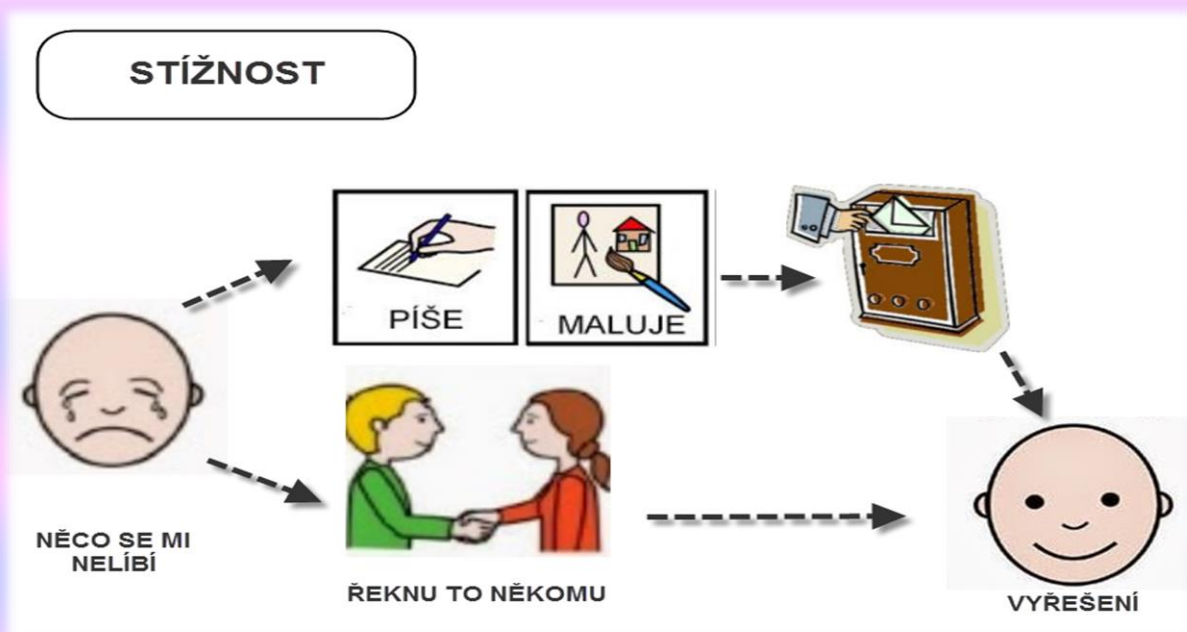 STÍŽNOST
PÍŠE
MALUJE
NĚCO SE MI
NELÍBÍ
ŘEKNU TO NĚKOMU
VYŘEŠENÍ